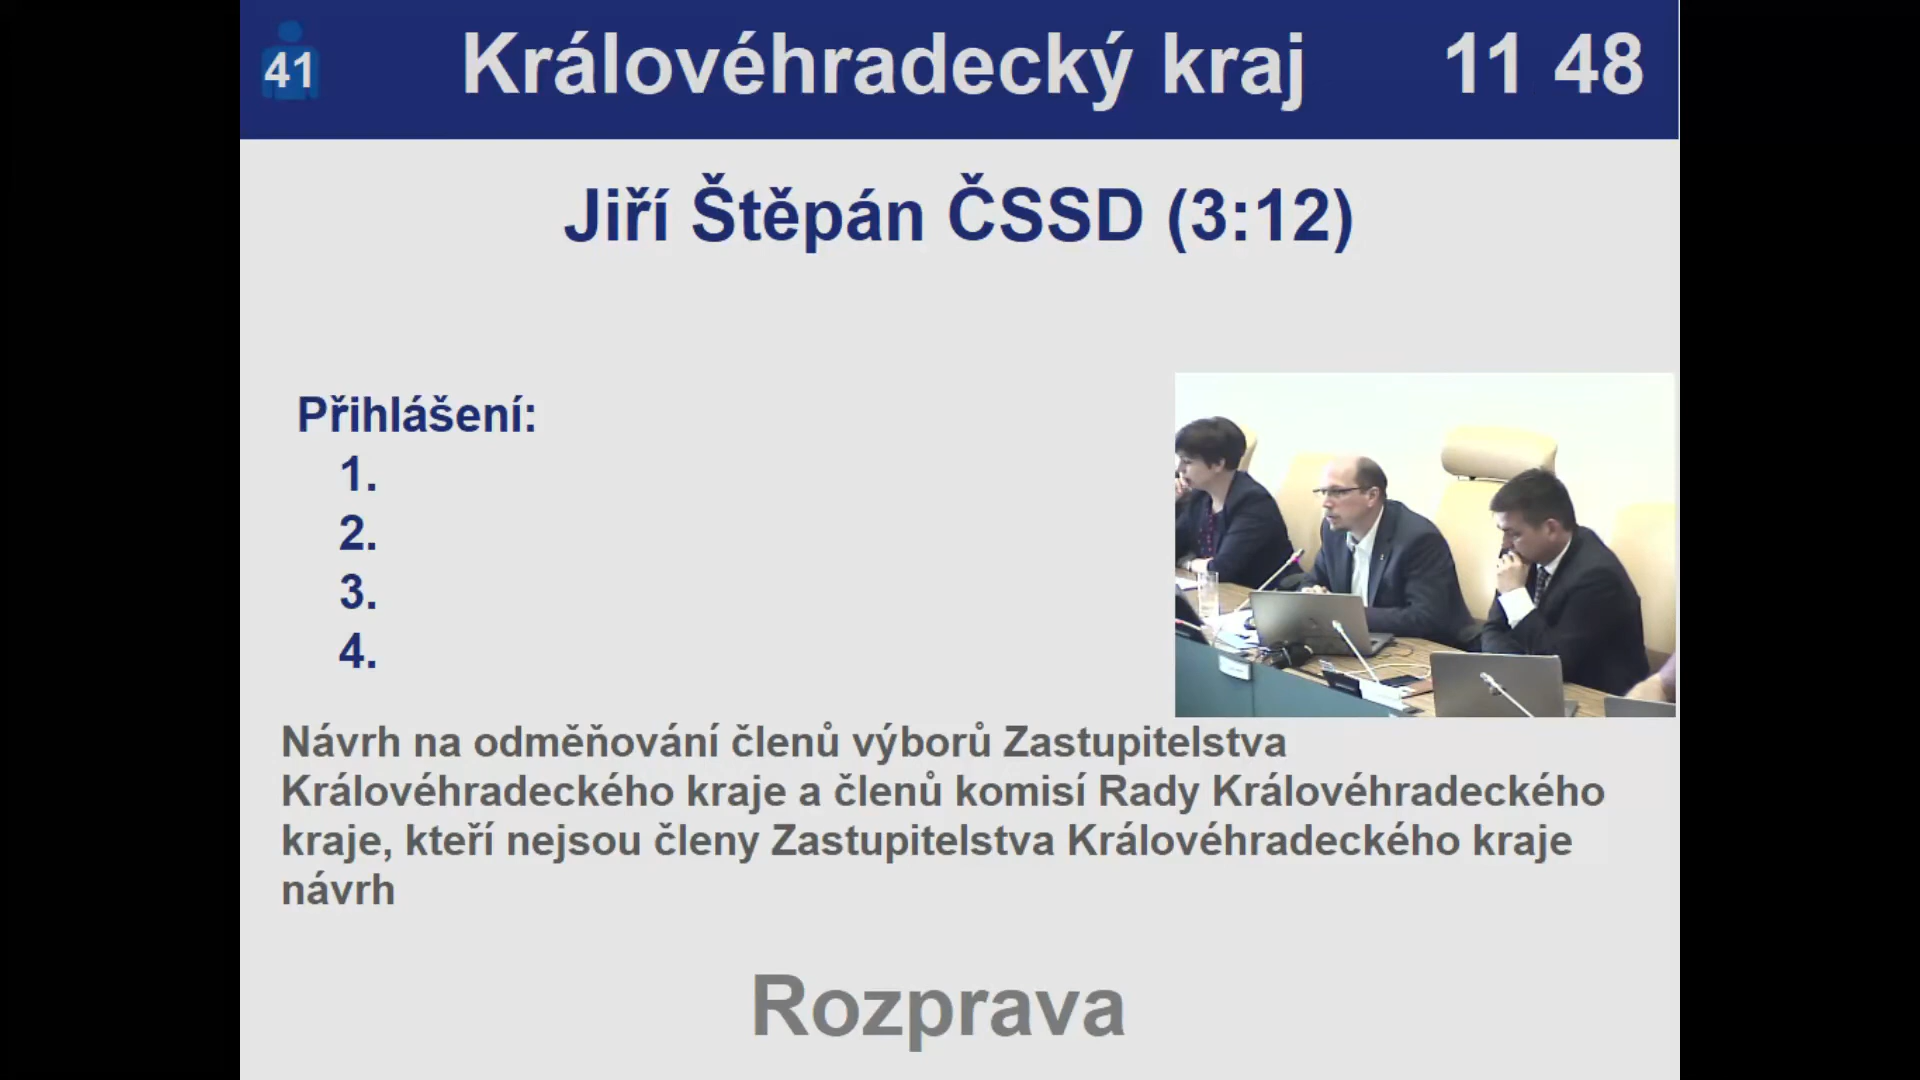 41
Královéhradecký kraj
11 48
Jiří Štěpán ČSSD (3:12)
Přihlášení:
1.
2.
3.
4.
Návrh na odměňování členů výborů Zastupitelstva
Královéhradeckého kraje a členů komisí Rady Královéhradeckého
kraje, kteří nejsou členy Zastupitelstva Královéhradeckého kraje
návrh
Rozprava